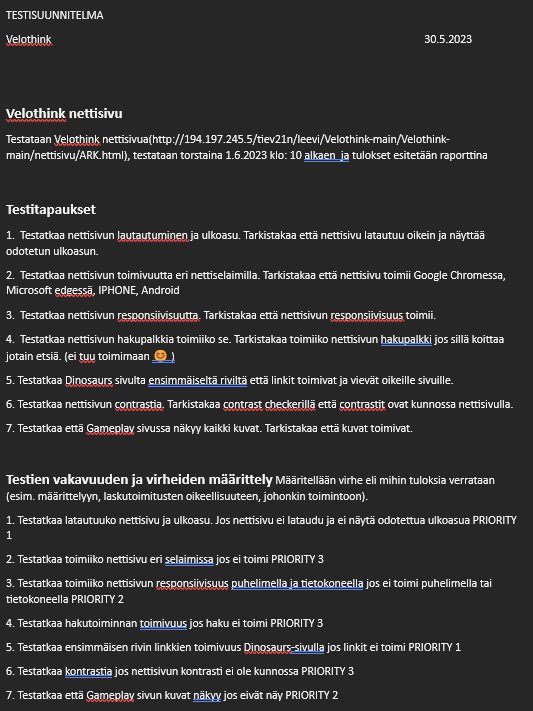 TESTISUUNNITELMA
Velothink 30.5.2023
Velothink nettisivu
Testataan Velothink nettisivua(http://194.197.245.5/tiev21n/leevi/Velothink-main/Velothink-
main/nettisivu/ARK.html), testataan torstaina 1.6.2023 klo: 10 alkaen ja tulokset esitetään raporttina
Testitapaukset
1. Testatkaa nettisivun lautautuminen ja ulkoasu. Tarkistakaa että nettisivu latautuu oikein ja näyttää
odotetun ulkoasun.
2. Testatkaa nettisivun toimivuutta eri nettiselaimilla. Tarkistakaa että nettisivu toimii Google Chromessa,
Microsoft edgessä, IPHONE, Android
3. Testatkaa nettisivun responsiivisuutta. Tarkistakaa että nettisivun responsiivisuus toimii.
4. Testatkaa nettisivun hakupalkkia toimiiko se. Tarkistakaa toimiiko nettisivun hakupalkki jos sillä koittaa
jotain etsiä. (ei tuu toimimaan 😊 )
5. Testatkaa Dinosaurs sivulta ensimmäiseltä riviltä että linkit toimivat ja vievät oikeille sivuille.
6. Testatkaa nettisivun contrastia. Tarkistakaa contrast checkerillä että contrastit ovat kunnossa nettisivulla.
7. Testatkaa että Gameplay sivussa näkyy kaikki kuvat. Tarkistakaa että kuvat toimivat.
Testien vakavuuden ja virheiden määrittely Määritellään virhe eli mihin tuloksia verrataan
(esim. määrittelyyn, laskutoimitusten oikeellisuuteen, johonkin toimintoon).
1. Testatkaa latautuuko nettisivu ja ulkoasu. Jos nettisivu ei lataudu ja ei näytä odotettua ulkoasua PRIORITY
1
2. Testatkaa toimiiko nettisivu eri selaimissa jos ei toimi PRIORITY 3
3. Testatkaa toimiiko nettisivun responsiivisuus puhelimella ja tietokoneella jos ei toimi puhelimella tai
tietokoneella PRIORITY 2
4. Testatkaa hakutoiminnan toimivuus jos haku ei toimi PRIORITY 3
5. Testatkaa ensimmäisen rivin linkkien toimivuus Dinosaurs-sivulla jos linkit ei toimi PRIORITY 1
6. Testatkaa kontrastia jos nettisivun kontrasti ei ole kunnossa PRIORITY 3
7. Testatkaa että Gameplay sivun kuvat näkyy jos eivät näy PRIORITY 2